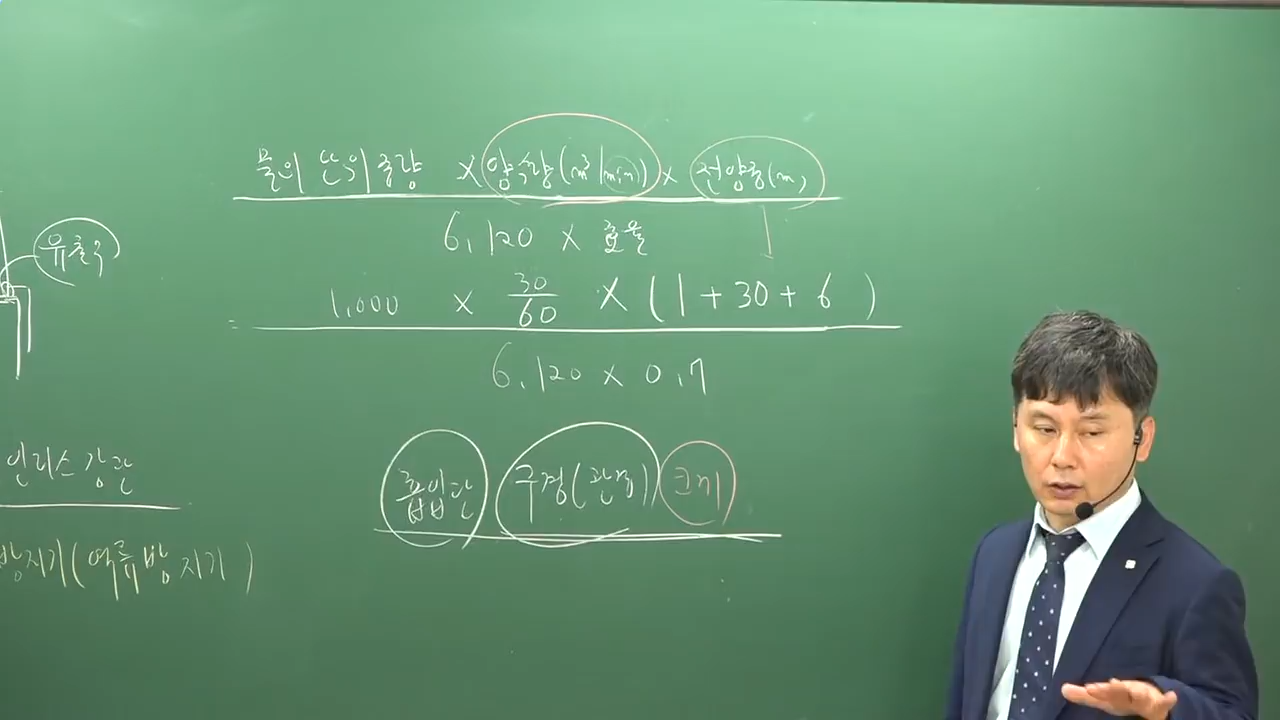 물의 단위중량 × 양수량(m³/min) × 전양정(m)
6,120 × 효율
유출수
= 1,000 × 30/60 × (1+30+6)
6,120 × 0.7
흡입관 구경(관경) 크기
인리스강관
방지기(역류방지기)